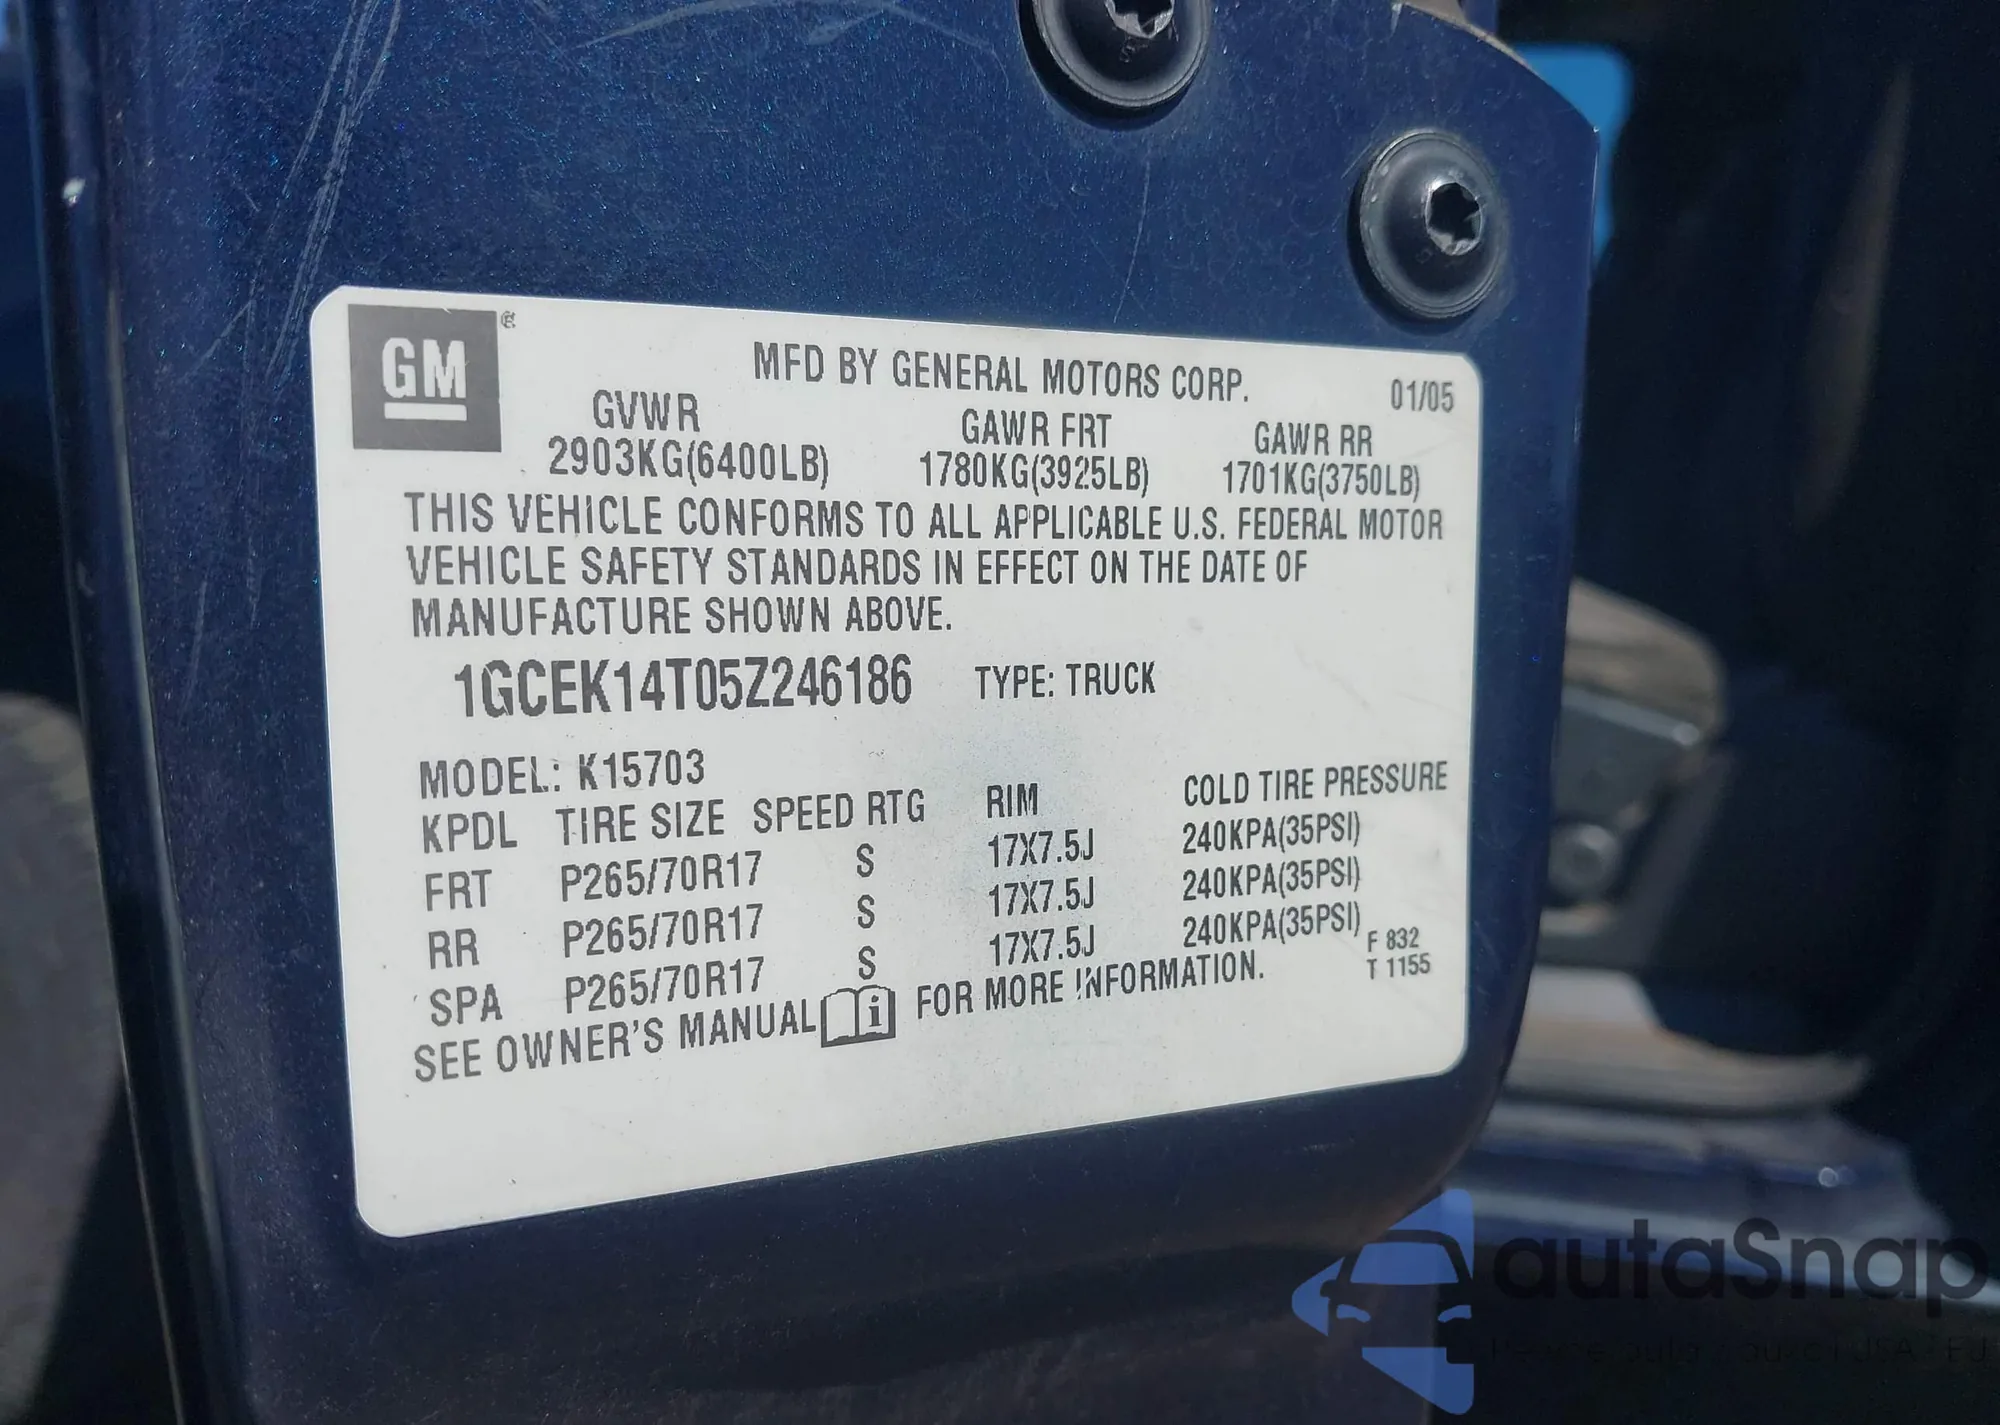 GM ®
MFD BY GENERAL MOTORS CORP. 01/05
GVWR GAWR FRT GAWR RR
2903KG(6400LB) 1780KG(3925LB) 1701KG(3750LB)
THIS VEHICLE CONFORMS TO ALL APPLICABLE U.S. FEDERAL MOTOR
VEHICLE SAFETY STANDARDS IN EFFECT ON THE DATE OF
MANUFACTURE SHOWN ABOVE.
1GCEK14T05Z246186 TYPE: TRUCK
MODEL: K15703
KPDL TIRE SIZE SPEED RTG RIM COLD TIRE PRESSURE
FRT P265/70R17 S 17X7.5J 240KPA(35PSI)
RR P265/70R17 S 17X7.5J 240KPA(35PSI)
SPA P265/70R17 S 17X7.5J 240KPA(35PSI)
F 832
T 1155
SEE OWNER'S MANUAL i FOR MORE INFORMATION.
autaSnap